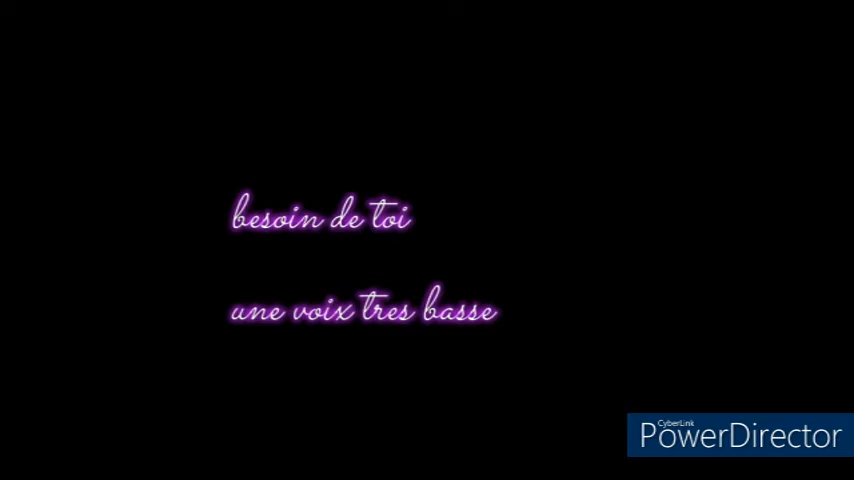 besoin de toi
une voix tres basse
CyberLink
PowerDirector